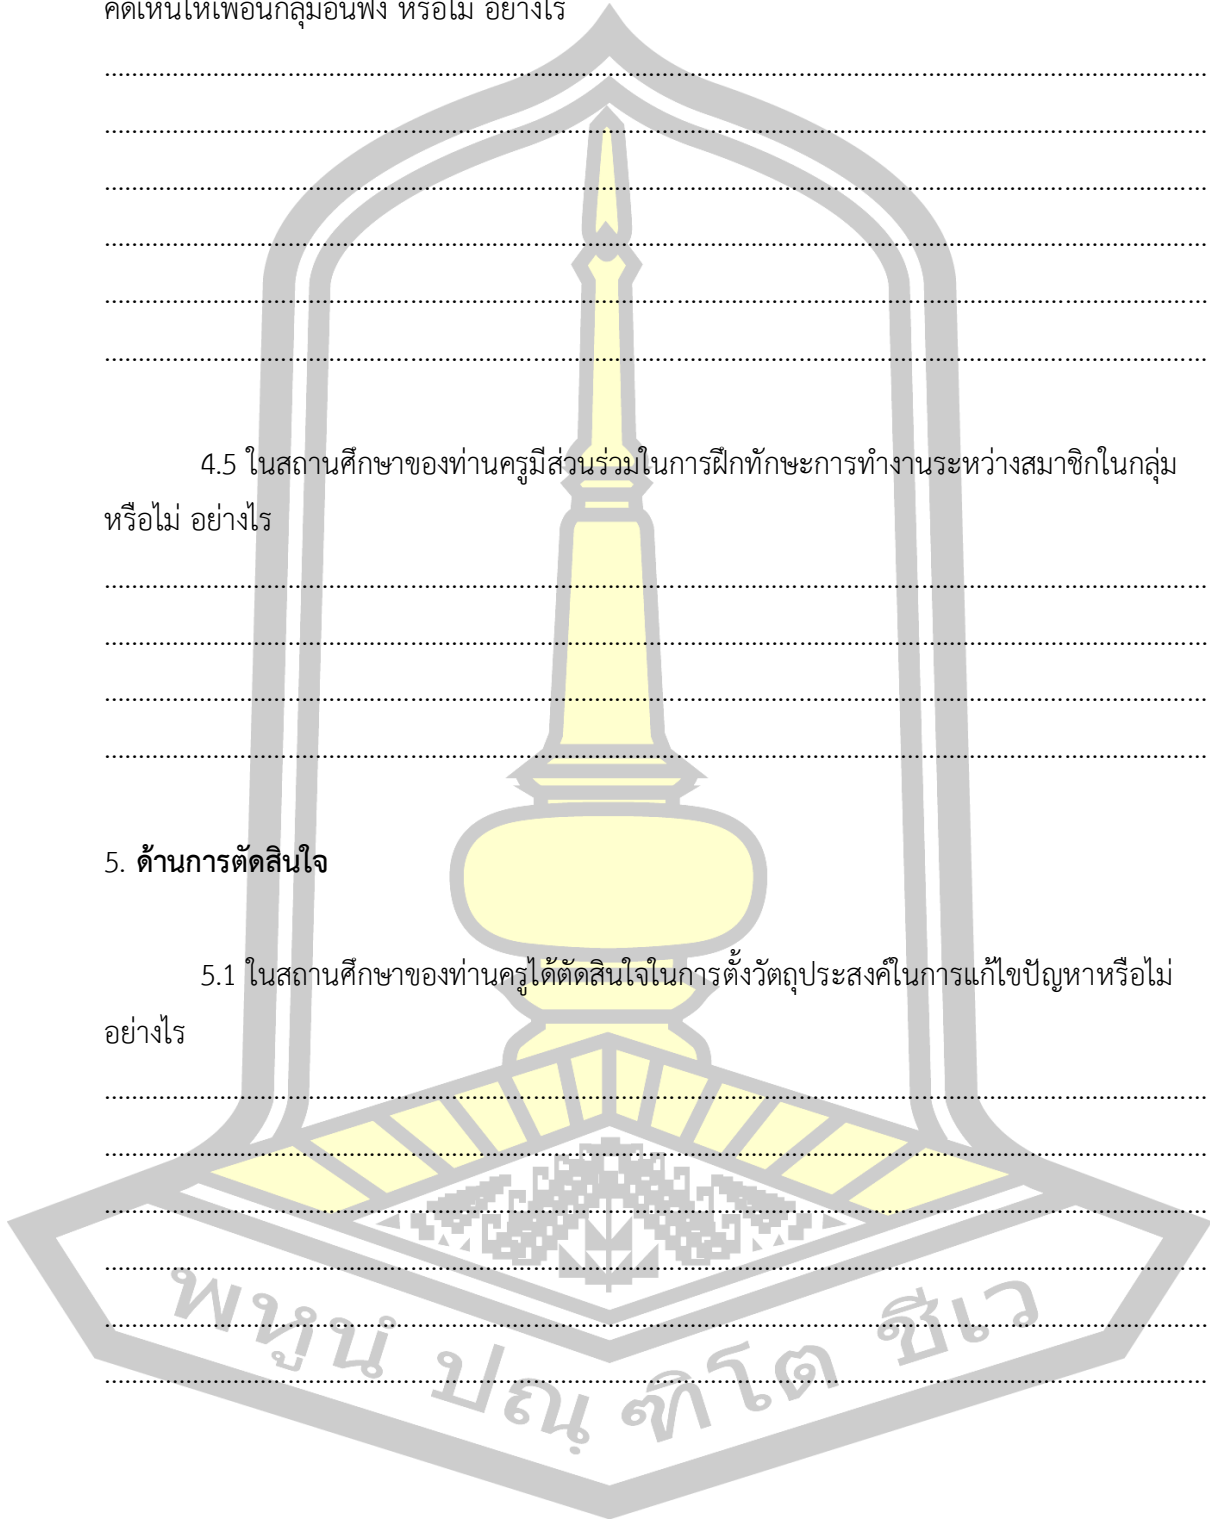 คิดเห็นให้เพื่อนกลุ่มอื่นฟัง หรือไม่ อย่างไร
........................................................................................................................................................................
........................................................................................................................................................................
........................................................................................................................................................................
........................................................................................................................................................................
........................................................................................................................................................................
........................................................................................................................................................................
4.5 ในสถานศึกษาของท่านครูมีส่วนร่วมในการฝึกทักษะการทำงานระหว่างสมาชิกในกลุ่ม
หรือไม่ อย่างไร
........................................................................................................................................................................
........................................................................................................................................................................
........................................................................................................................................................................
........................................................................................................................................................................
5. ด้านการตัดสินใจ
5.1 ในสถานศึกษาของท่านครูได้ตัดสินใจในการตั้งวัตถุประสงค์ในการแก้ไขปัญหาหรือไม่
อย่างไร
........................................................................................................................................................................
........................................................................................................................................................................
........................................................................................................................................................................
........................................................................................................................................................................
........................................................................................................................................................................
........................................................................................................................................................................
พหูนํ ปณฺฑิโต ชีเว